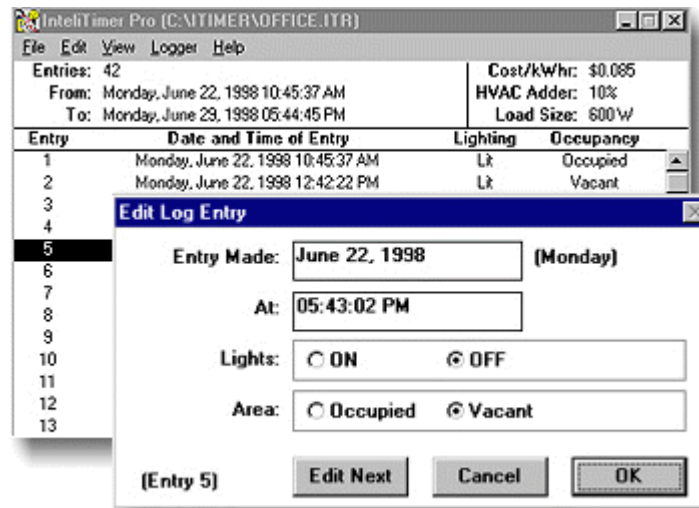 InteliTimer Pro (C:\ITIMER\OFFICE.ITR)
File Edit View Logger Help
Entries: 42 Cost/kWhr: $0.085
From: Monday, June 22, 1998 10:45:37 AM HVAC Adder: 10%
To: Monday, June 29, 1998 05:44:45 PM Load Size: 600 W
Entry Date and Time of Entry Lighting Occupancy
1 Monday, June 22, 1998 10:45:37 AM Lit Occupied
2 Monday, June 22, 1998 12:42:22 PM Lit Vacant
3
4
5
6
7
8
9
10
11
12
13
Edit Log Entry
Entry Made: June 22, 1998 (Monday)
At: 05:43:02 PM
Lights: ON OFF
Area: Occupied Vacant
(Entry 5) Edit Next Cancel OK